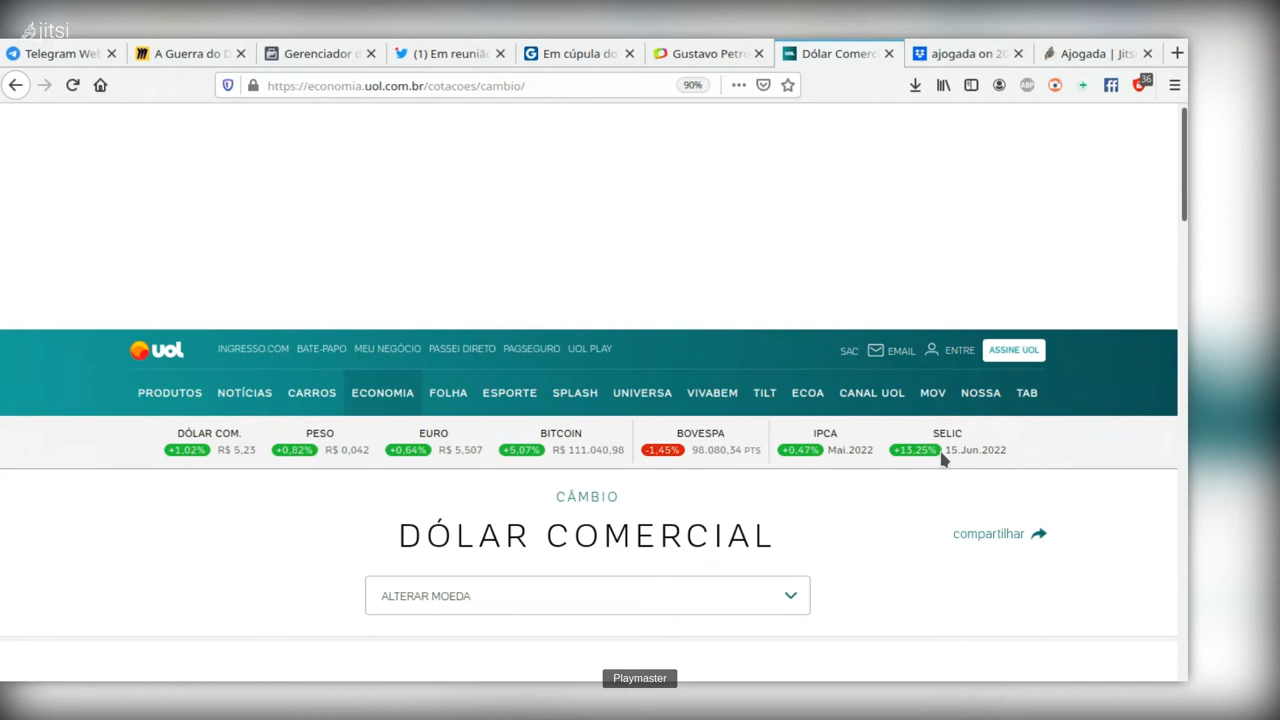 jitsi
Telegram Web
A Guerra do D
Gerenciador d
(1) Em reunião
Em cúpula do
Gustavo Petro
Dólar Comerc
ajogada on 20
Ajogada | Jits
https://economia.uol.com.br/cotacoes/cambio/
90%
ABP
36
UOL
INGRESSO.COM BATE-PAPO MEU NEGÓCIO PASSEI DIRETO PAGSEGURO UOL PLAY
SAC EMAIL ENTRE ASSINE UOL
PRODUTOS NOTÍCIAS CARROS ECONOMIA FOLHA ESPORTE SPLASH UNIVERSA VIVABEM TILT ECOA CANAL UOL MOV NOSSA TAB
DÓLAR COM. PESO EURO BITCOIN BOVESPA IPCA SELIC
+1,02% R$ 5,23 +0,82% R$ 0,042 +0,64% R$ 5,507 +5,07% R$ 111.040,98 -1,45% 98.080,34 PTS +0,47% Mai.2022 +13,25% 15.Jun.2022
CÂMBIO
DÓLAR COMERCIAL
compartilhar
ALTERAR MOEDA
Playmaster